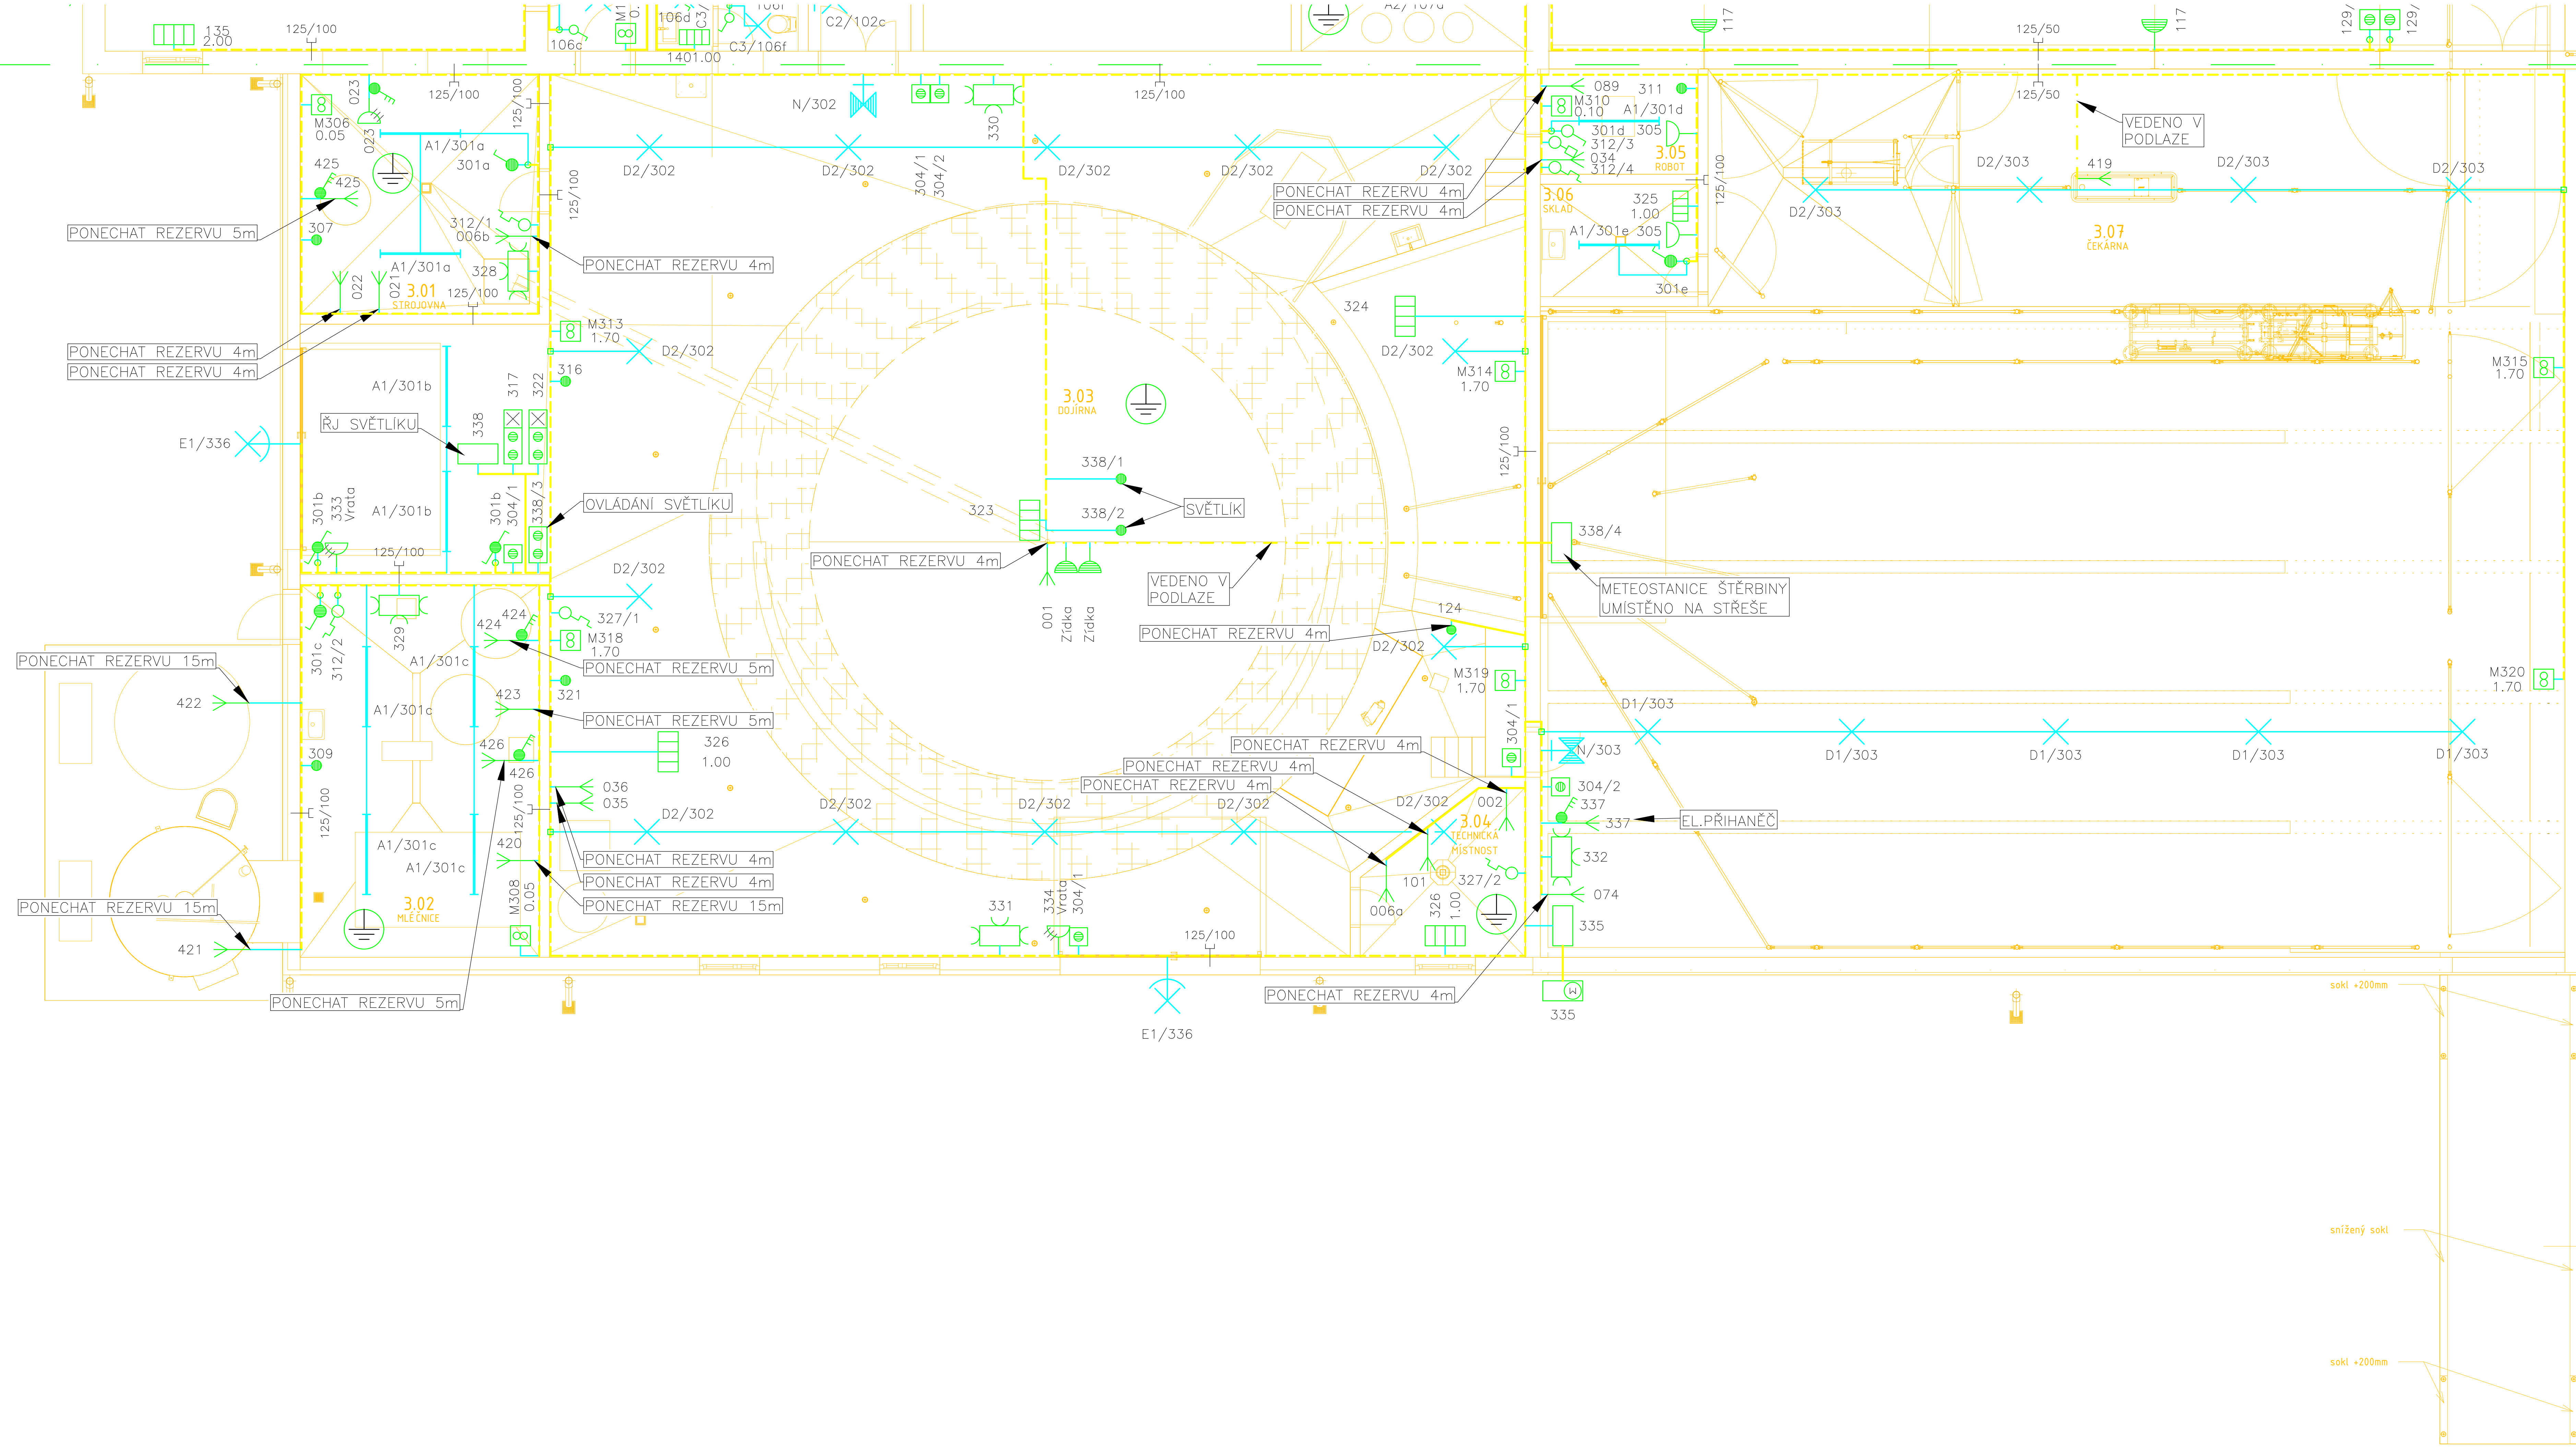 135
2.00
125/100
106c
106d
1401.00
C3/106f
C2/102c
117
125/50
117
129/
129/
023
M306
0.05
023
125/100
A1/301a
301a
425
425
PONECHAT REZERVU 5m
307
312/1
006b
328
A1/301a
022
021
3.01
STROJOVNA
125/100
PONECHAT REZERVU 4m
PONECHAT REZERVU 4m
125/100
125/100
PONECHAT REZERVU 4m
N/302
304/1
304/2
330
125/100
D2/302
D2/302
D2/302
D2/302
D2/302
089
M310
0.10
311
A1/301d
301d
305
312/3
034
312/4
3.05
ROBOT
PONECHAT REZERVU 4m
PONECHAT REZERVU 4m
3.06
SKLAD
325
1.00
A1/301e
305
301e
125/100
125/50
VEDENO V
PODLAZE
D2/303
419
D2/303
D2/303
D2/303
3.07
ČEKÁRNA
M313
1.70
D2/302
316
324
D2/302
M314
1.70
M315
1.70
A1/301b
317
322
338
ŘJ SVĚTLÍKU
E1/336
3.03
DOJÍRNA
125/100
338/1
SVĚTLÍK
338/2
323
A1/301b
301b
333
Vrata
301b
304/1
338/3
OVLÁDÁNÍ SVĚTLÍKU
125/100
PONECHAT REZERVU 4m
VEDENO V
PODLAZE
338/4
METEOSTANICE ŠTĚRBINY
UMÍSTĚNO NA STŘEŠE
D2/302
001
Zídka
Zídka
124
PONECHAT REZERVU 4m
D2/302
301c
312/2
329
424
424
327/1
M318
1.70
A1/301c
PONECHAT REZERVU 5m
PONECHAT REZERVU 15m
422
423
321
PONECHAT REZERVU 5m
A1/301c
M319
1.70
M320
1.70
D1/303
309
426
426
326
1.00
PONECHAT REZERVU 4m
304/1
N/303
D1/303
D1/303
D1/303
D1/303
PONECHAT REZERVU 4m
PONECHAT REZERVU 4m
036
035
304/2
125/100
125/100
D2/302
D2/302
D2/302
D2/302
D2/302
002
3.04
TECHNICKÁ
MÍSTNOST
337
337
EL.PŘIHANĚČ
A1/301c
420
A1/301c
PONECHAT REZERVU 4m
PONECHAT REZERVU 4m
PONECHAT REZERVU 15m
332
M308
0.05
3.02
MLÉČNICE
PONECHAT REZERVU 15m
421
331
334
Vrata
304/1
101
327/2
006a
326
1.00
074
335
125/100
PONECHAT REZERVU 5m
PONECHAT REZERVU 4m
E1/336
335
sokl +200mm
snížený sokl
sokl +200mm